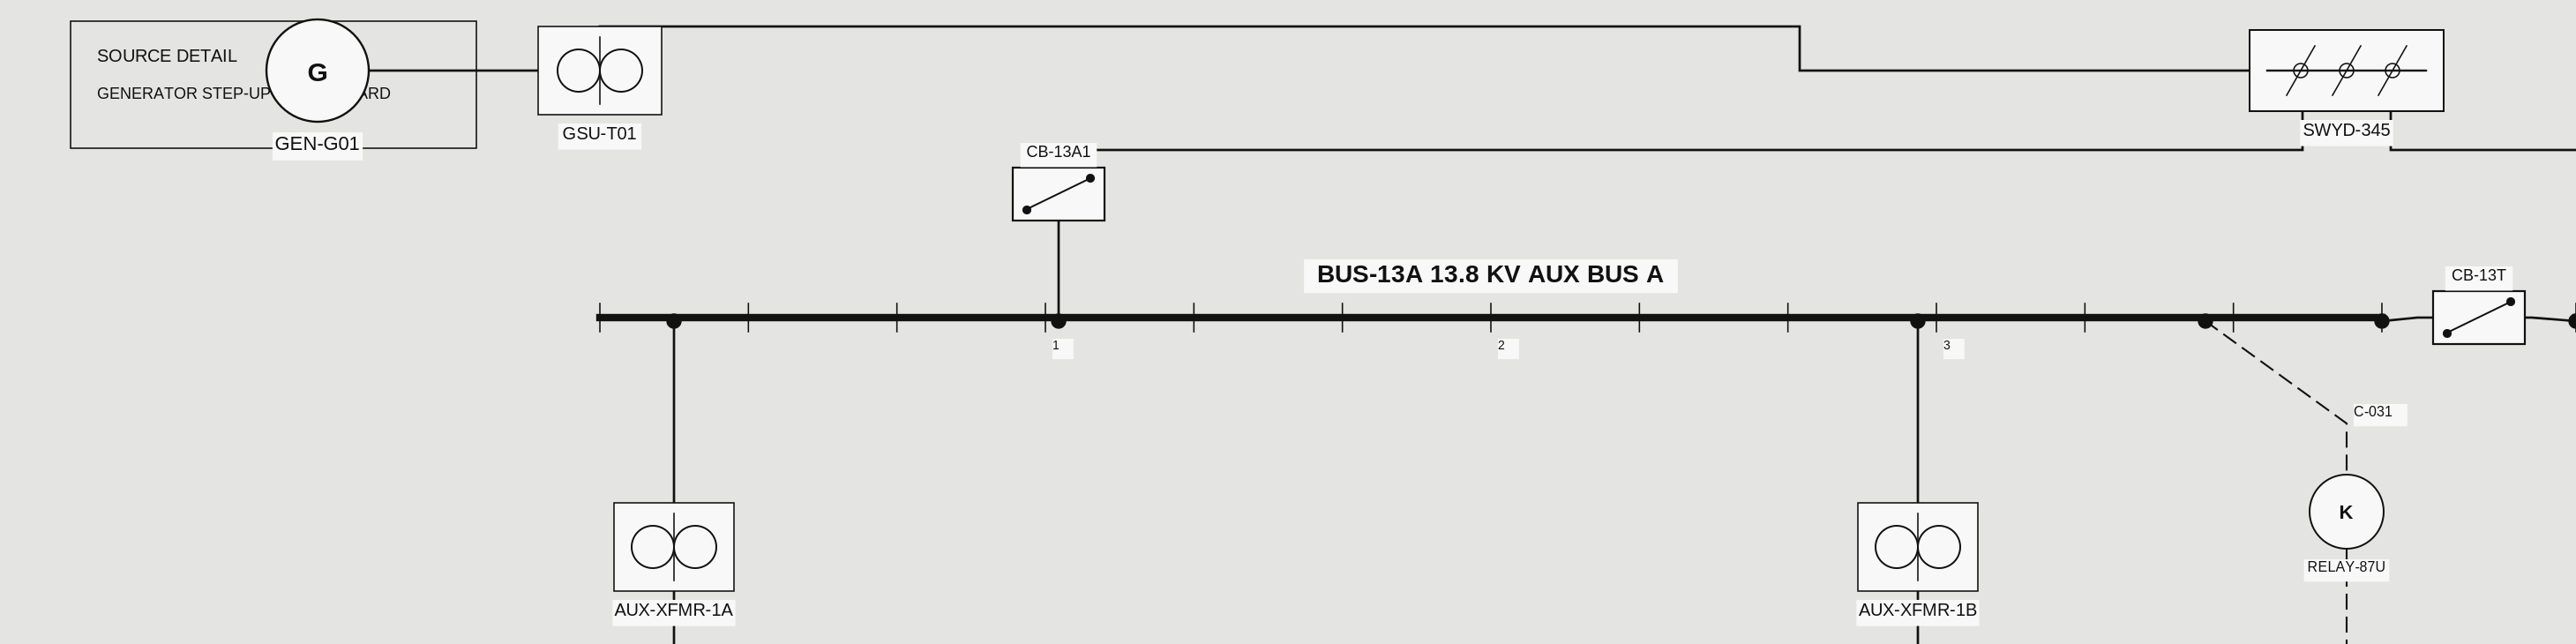 SOURCE DETAIL
G
GENERATOR STEP-UP
GEN-G01
GSU-T01
SWYD-345
CB-13A1
BUS-13A 13.8 KV AUX BUS A
CB-13T
1
2
3
C-031
K
RELAY-87U
AUX-XFMR-1A
AUX-XFMR-1B